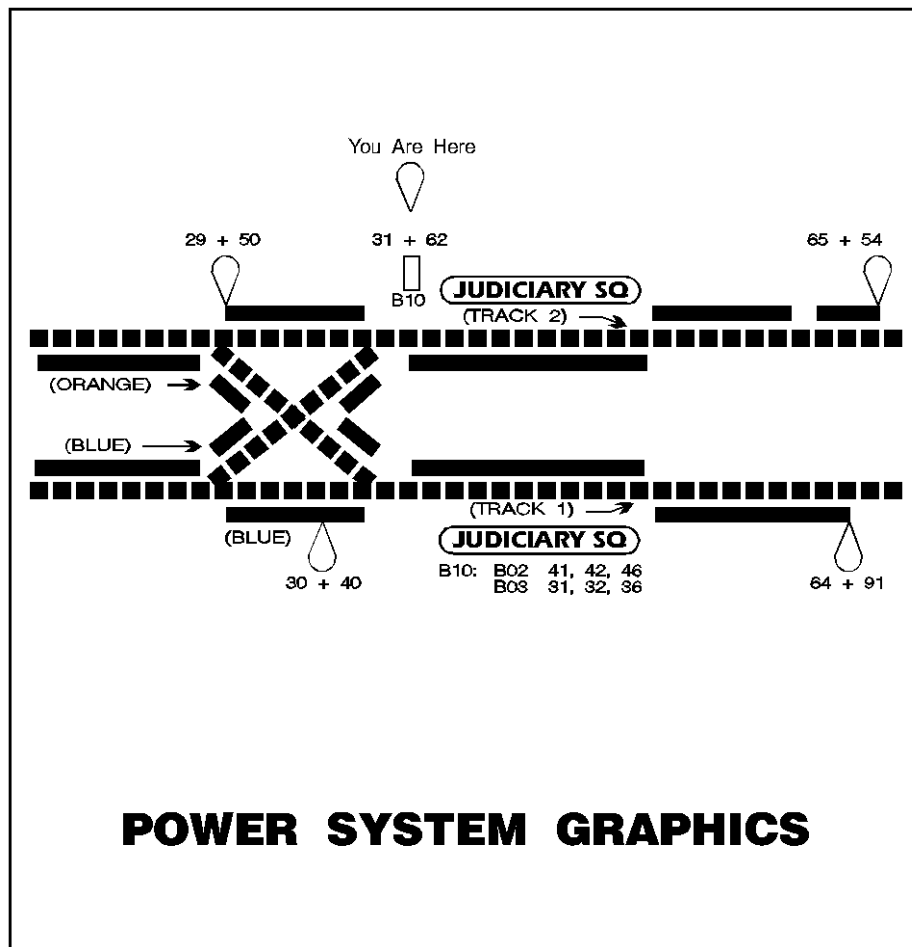 You Are Here
29 + 50
31 + 62
65 + 54
B10
JUDICIARY SQ
(TRACK 2)
(ORANGE)
(BLUE)
(TRACK 1)
(BLUE)
JUDICIARY SQ
B10: B02 41, 42, 46
B03 31, 32, 36
30 + 40
64 + 91
POWER SYSTEM GRAPHICS